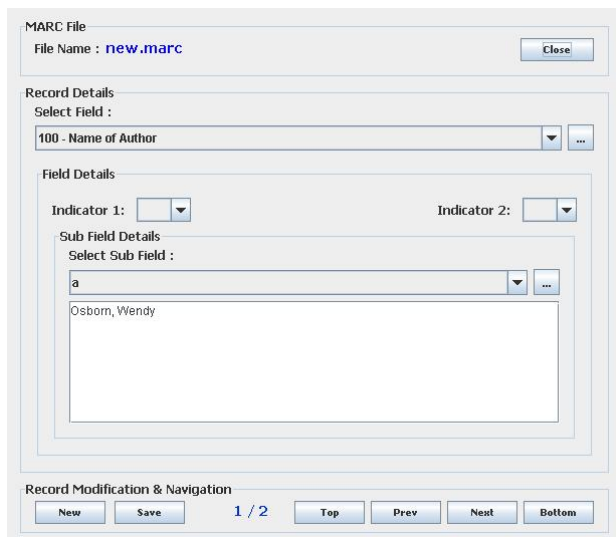 MARC File
File Name : new.marc
Close
Record Details
Select Field :
100 - Name of Author
...
Field Details
Indicator 1:
Indicator 2:
Sub Field Details
Select Sub Field :
a
...
Osborn, Wendy
Record Modification & Navigation
New Save 1 / 2 Top Prev Next Bottom